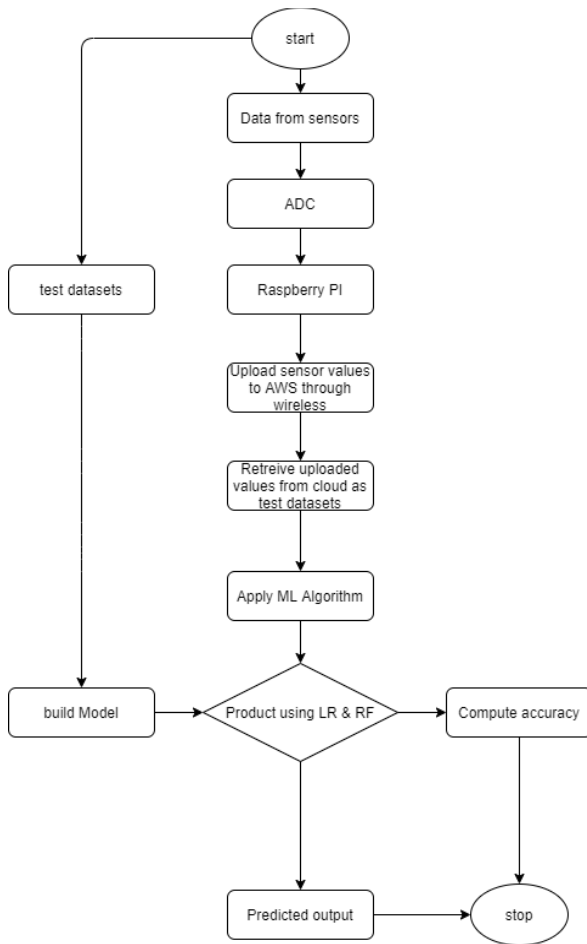 start
Data from sensors
ADC
test datasets
Raspberry PI
Upload sensor values
to AWS through
wireless
Retreive uploaded
values from cloud as
test datasets
Apply ML Algorithm
build Model
Product using LR & RF
Compute accuracy
Predicted output
stop